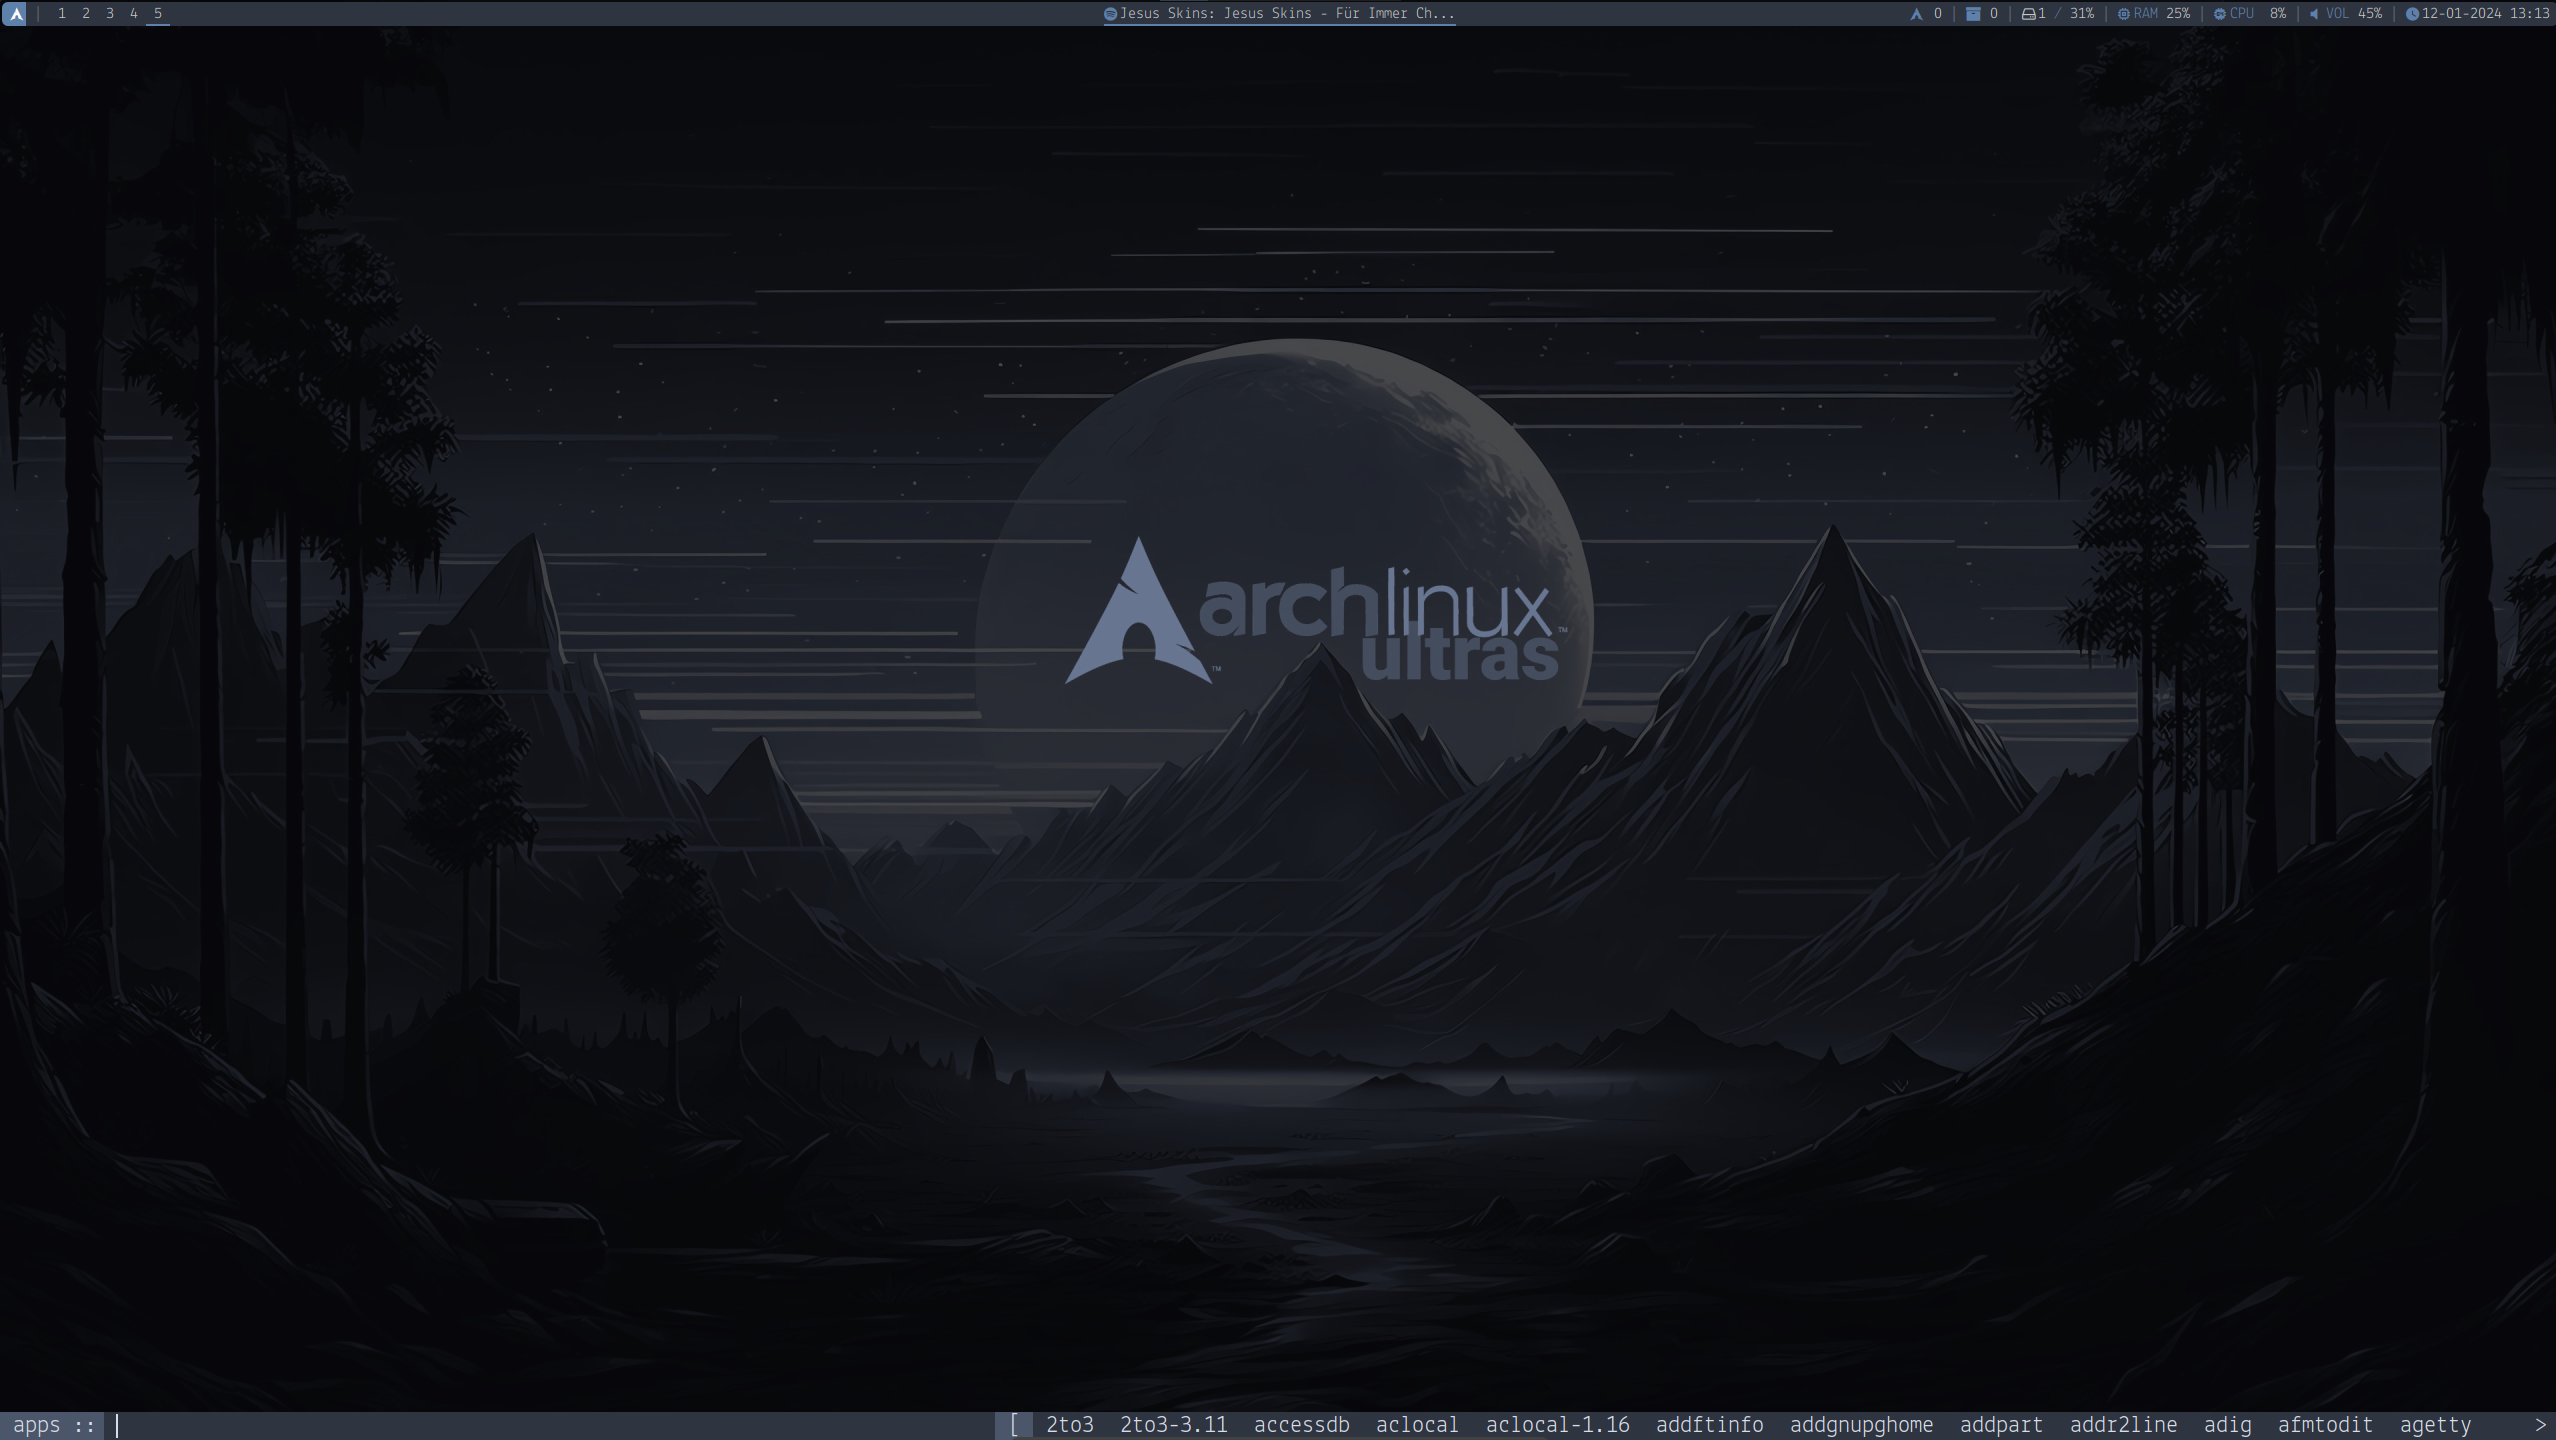 1 2 3 4 5
Jesus Skins: Jesus Skins - Für Immer Ch...
0 | 0 | 1 / 31% | RAM 25% | CPU 8% | VOL 45% | 12-01-2024 13:13
archlinux™
ultras
™
apps :: [ 2to3 2to3-3.11 accessdb aclocal aclocal-1.16 addftinfo addgnupghome addpart addr2line adig afmtodit agetty >